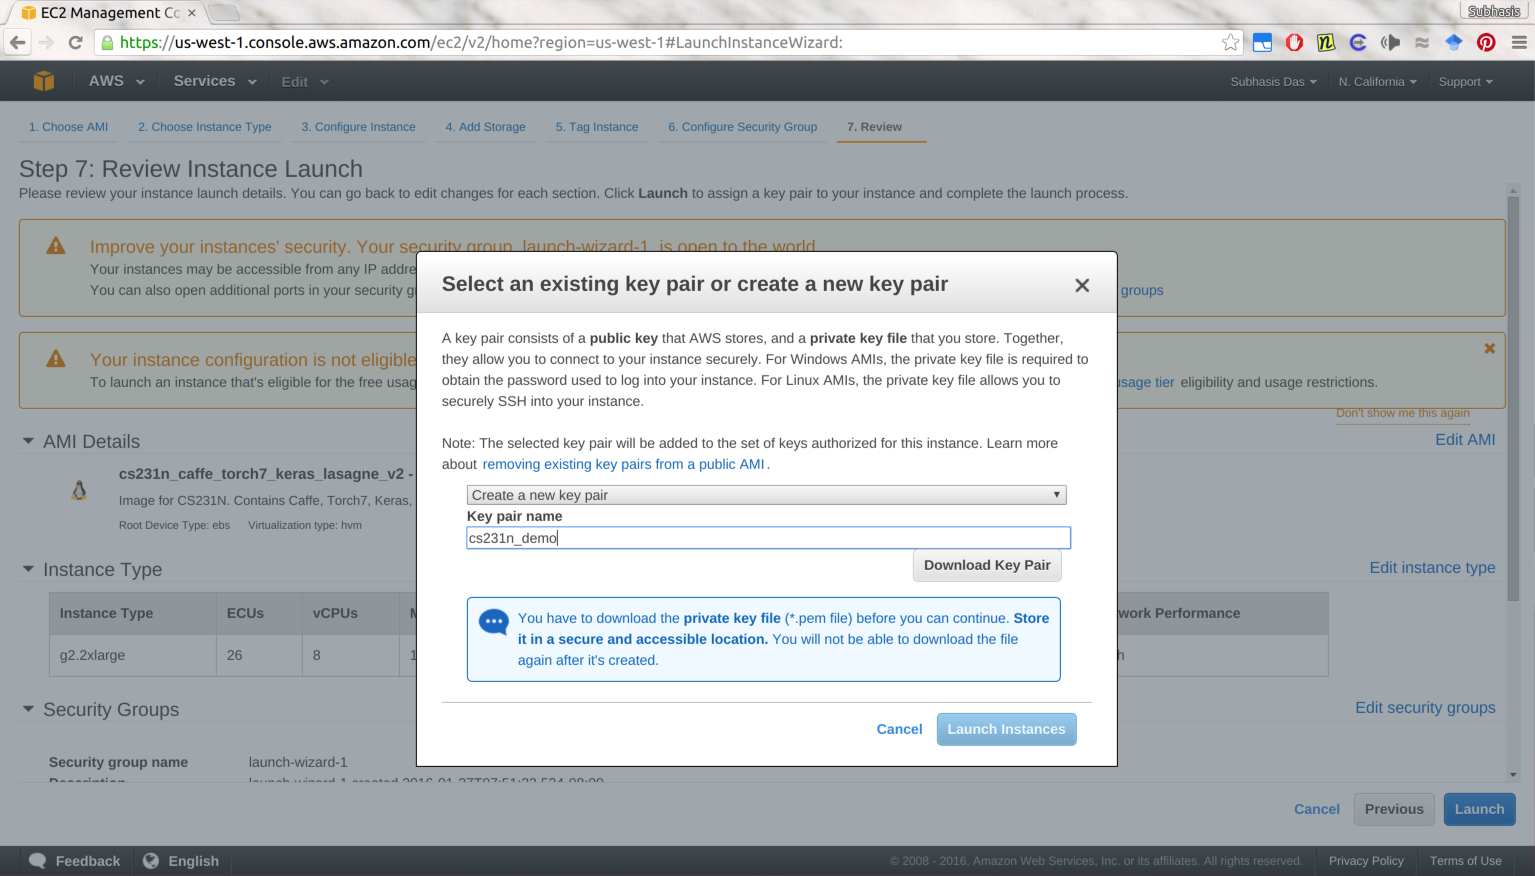 EC2 Management Co
Subhasis
https://us-west-1.console.aws.amazon.com/ec2/v2/home?region=us-west-1#LaunchInstanceWizard:
AWS Services Edit Subhasis Das N. California Support
1. Choose AMI 2. Choose Instance Type 3. Configure Instance 4. Add Storage 5. Tag Instance 6. Configure Security Group 7. Review
Step 7: Review Instance Launch
Please review your instance launch details. You can go back to edit changes for each section. Click Launch to assign a key pair to your instance and complete the launch process.
Improve your instances' security. Your security group, launch-wizard-1, is open to the world.
Your instances may be accessible from any IP addre
You can also open additional ports in your security g groups
Your instance configuration is not eligible
To launch an instance that's eligible for the free usag usage tier eligibility and usage restrictions.
Don't show me this again
AMI Details Edit AMI
cs231n_caffe_torch7_keras_lasagne_v2 -
Image for CS231N. Contains Caffe, Torch7, Keras,
Root Device Type: ebs Virtualization type: hvm
Instance Type Edit instance type
Instance Type ECUs vCPUs work Performance
g2.2xlarge 26 8 1 h
Security Groups Edit security groups
Security group name launch-wizard-1
Description launch-wizard-1 created 2016-01-27T07:51:23.534-08:00
Select an existing key pair or create a new key pair
A key pair consists of a public key that AWS stores, and a private key file that you store. Together,
they allow you to connect to your instance securely. For Windows AMIs, the private key file is required to
obtain the password used to log into your instance. For Linux AMIs, the private key file allows you to
securely SSH into your instance.
Note: The selected key pair will be added to the set of keys authorized for this instance. Learn more
about removing existing key pairs from a public AMI.
Create a new key pair
Key pair name
cs231n_demo
Download Key Pair
You have to download the private key file (*.pem file) before you can continue. Store
it in a secure and accessible location. You will not be able to download the file
again after it's created.
Cancel Launch Instances
Cancel Previous Launch
Feedback English © 2008 - 2016, Amazon Web Services, Inc. or its affiliates. All rights reserved. Privacy Policy Terms of Use